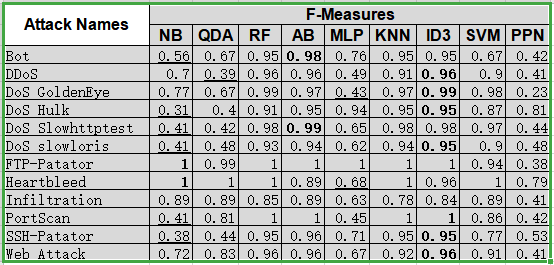 Attack Names F-Measures
NB QDA RF AB MLP KNN ID3 SVM PPN
Bot 0.56 0.67 0.95 0.98 0.76 0.95 0.95 0.67 0.42
DDoS 0.7 0.39 0.96 0.96 0.49 0.91 0.96 0.9 0.41
DoS GoldenEye 0.77 0.67 0.99 0.97 0.43 0.97 0.99 0.98 0.23
DoS Hulk 0.31 0.4 0.91 0.95 0.94 0.95 0.95 0.87 0.81
DoS Slowhttptest 0.41 0.42 0.98 0.99 0.65 0.98 0.98 0.97 0.44
DoS slowloris 0.41 0.48 0.93 0.94 0.62 0.94 0.95 0.9 0.48
FTP-Patator 1 0.99 1 1 1 1 1 0.94 0.38
Heartbleed 1 1 1 0.89 0.68 1 0.96 1 0.79
Infiltration 0.89 0.89 0.85 0.89 0.63 0.78 0.84 0.89 0.41
PortScan 0.41 0.81 1 1 0.45 1 1 0.86 0.42
SSH-Patator 0.38 0.44 0.95 0.96 0.71 0.95 0.95 0.77 0.53
Web Attack 0.72 0.83 0.96 0.96 0.67 0.92 0.96 0.91 0.41